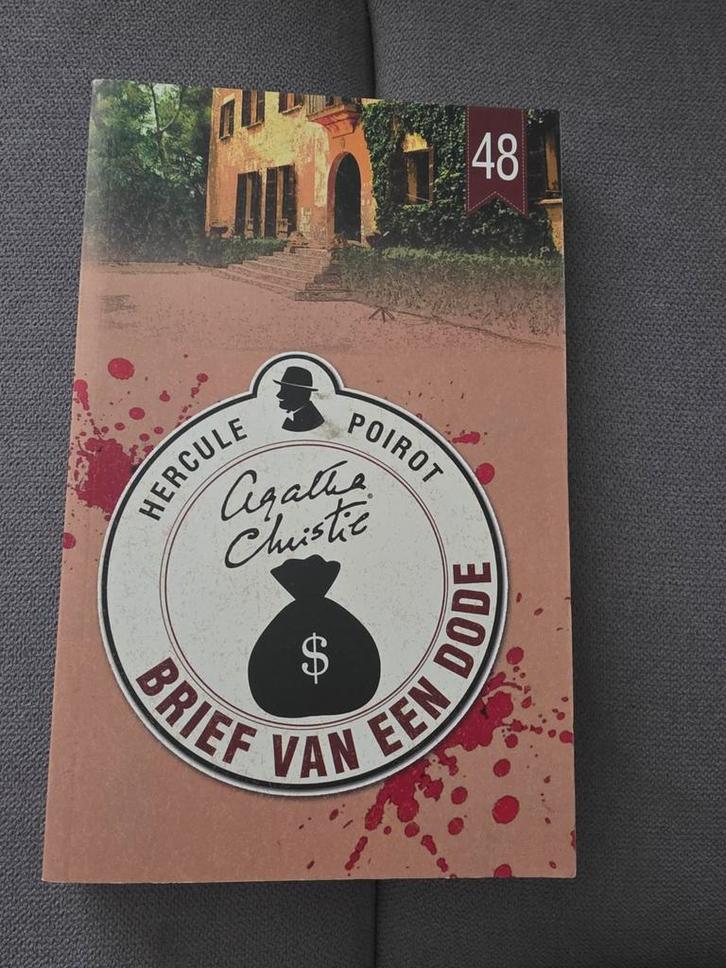 48
HERCULE POIROT
Agatha
Christie®
$
BRIEF VAN EEN DODE